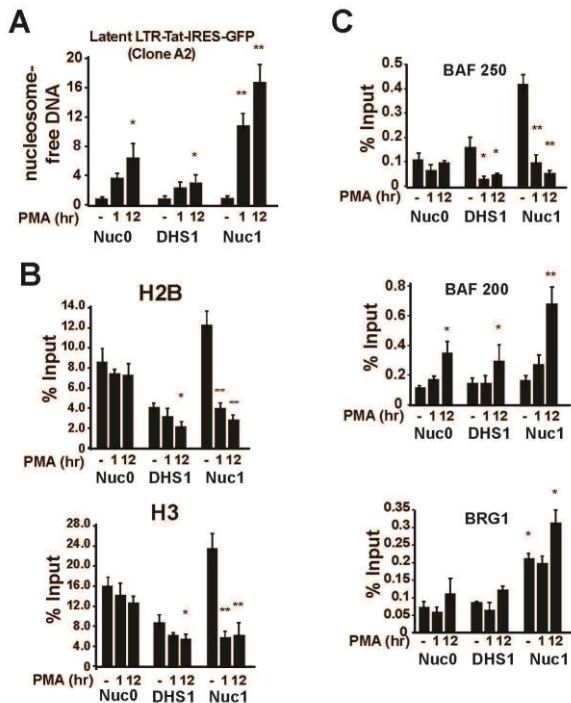 A
Latent LTR-Tat-IRES-GFP
(Clone A2)
nucleosome-
free DNA
20
16
12
8
4
0
* * ** **
PMA (hr) - 1 12 - 1 12 - 1 12
Nuc0 DHS1 Nuc1
B
H2B
% Input
14.0
12.0
10.0
8.0
6.0
4.0
2.0
0.0
* ** **
PMA (hr) - 1 12 - 1 12 - 1 12
Nuc0 DHS1 Nuc1
H3
% Input
28.0
24.0
20.0
16.0
12.0
8.0
4.0
0.0
* ** **
PMA (hr) - 1 12 - 1 12 - 1 12
Nuc0 DHS1 Nuc1
C
BAF 250
% Input
0.5
0.4
0.3
0.2
0.1
0
* * ** **
PMA (hr) - 1 12 - 1 12 - 1 12
Nuc0 DHS1 Nuc1
BAF 200
% Input
0.8
0.6
0.4
0.2
0.0
* * **
PMA (hr) - 1 12 - 1 12 - 1 12
Nuc0 DHS1 Nuc1
BRG1
% Input
0.35
0.3
0.25
0.2
0.15
0.1
0.05
* *
PMA (hr) - 1 12 - 1 12 - 1 12
Nuc0 DHS1 Nuc1